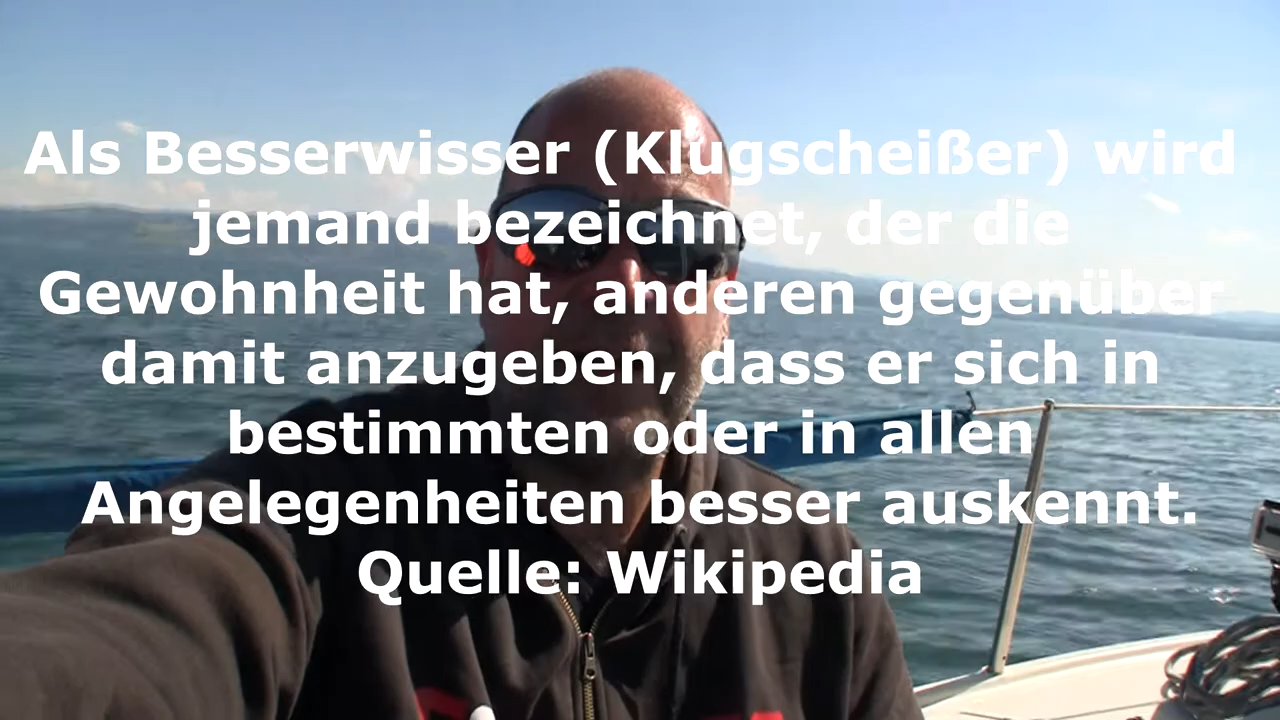 Als Besserwisser (Klugscheißer) wird
jemand bezeichnet, der die
Gewohnheit hat, anderen gegenüber
damit anzugeben, dass er sich in
bestimmten oder in allen
Angelegenheiten besser auskennt.
Quelle: Wikipedia